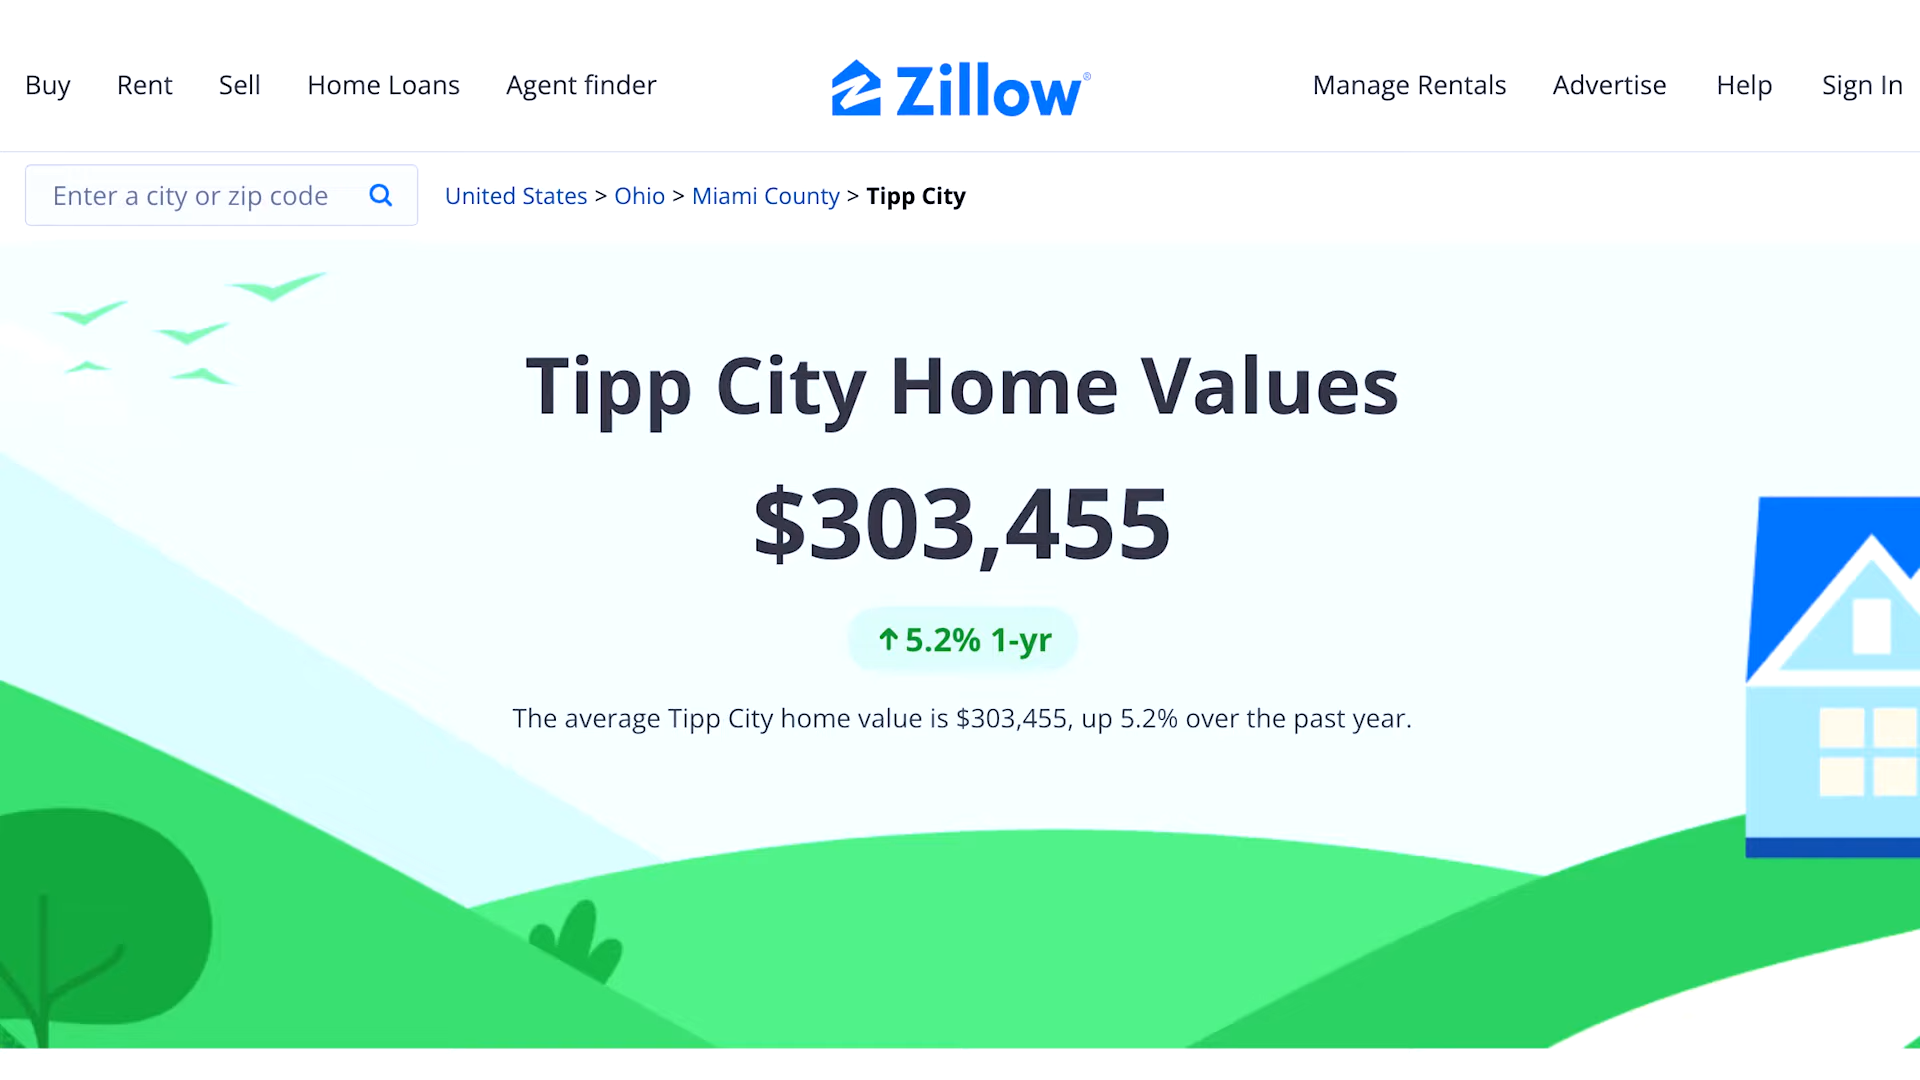 Buy Rent Sell Home Loans Agent finder Zillow® Manage Rentals Advertise Help Sign In
Enter a city or zip code United States > Ohio > Miami County > Tipp City
Tipp City Home Values
$303,455
↑ 5.2% 1-yr
The average Tipp City home value is $303,455, up 5.2% over the past year.